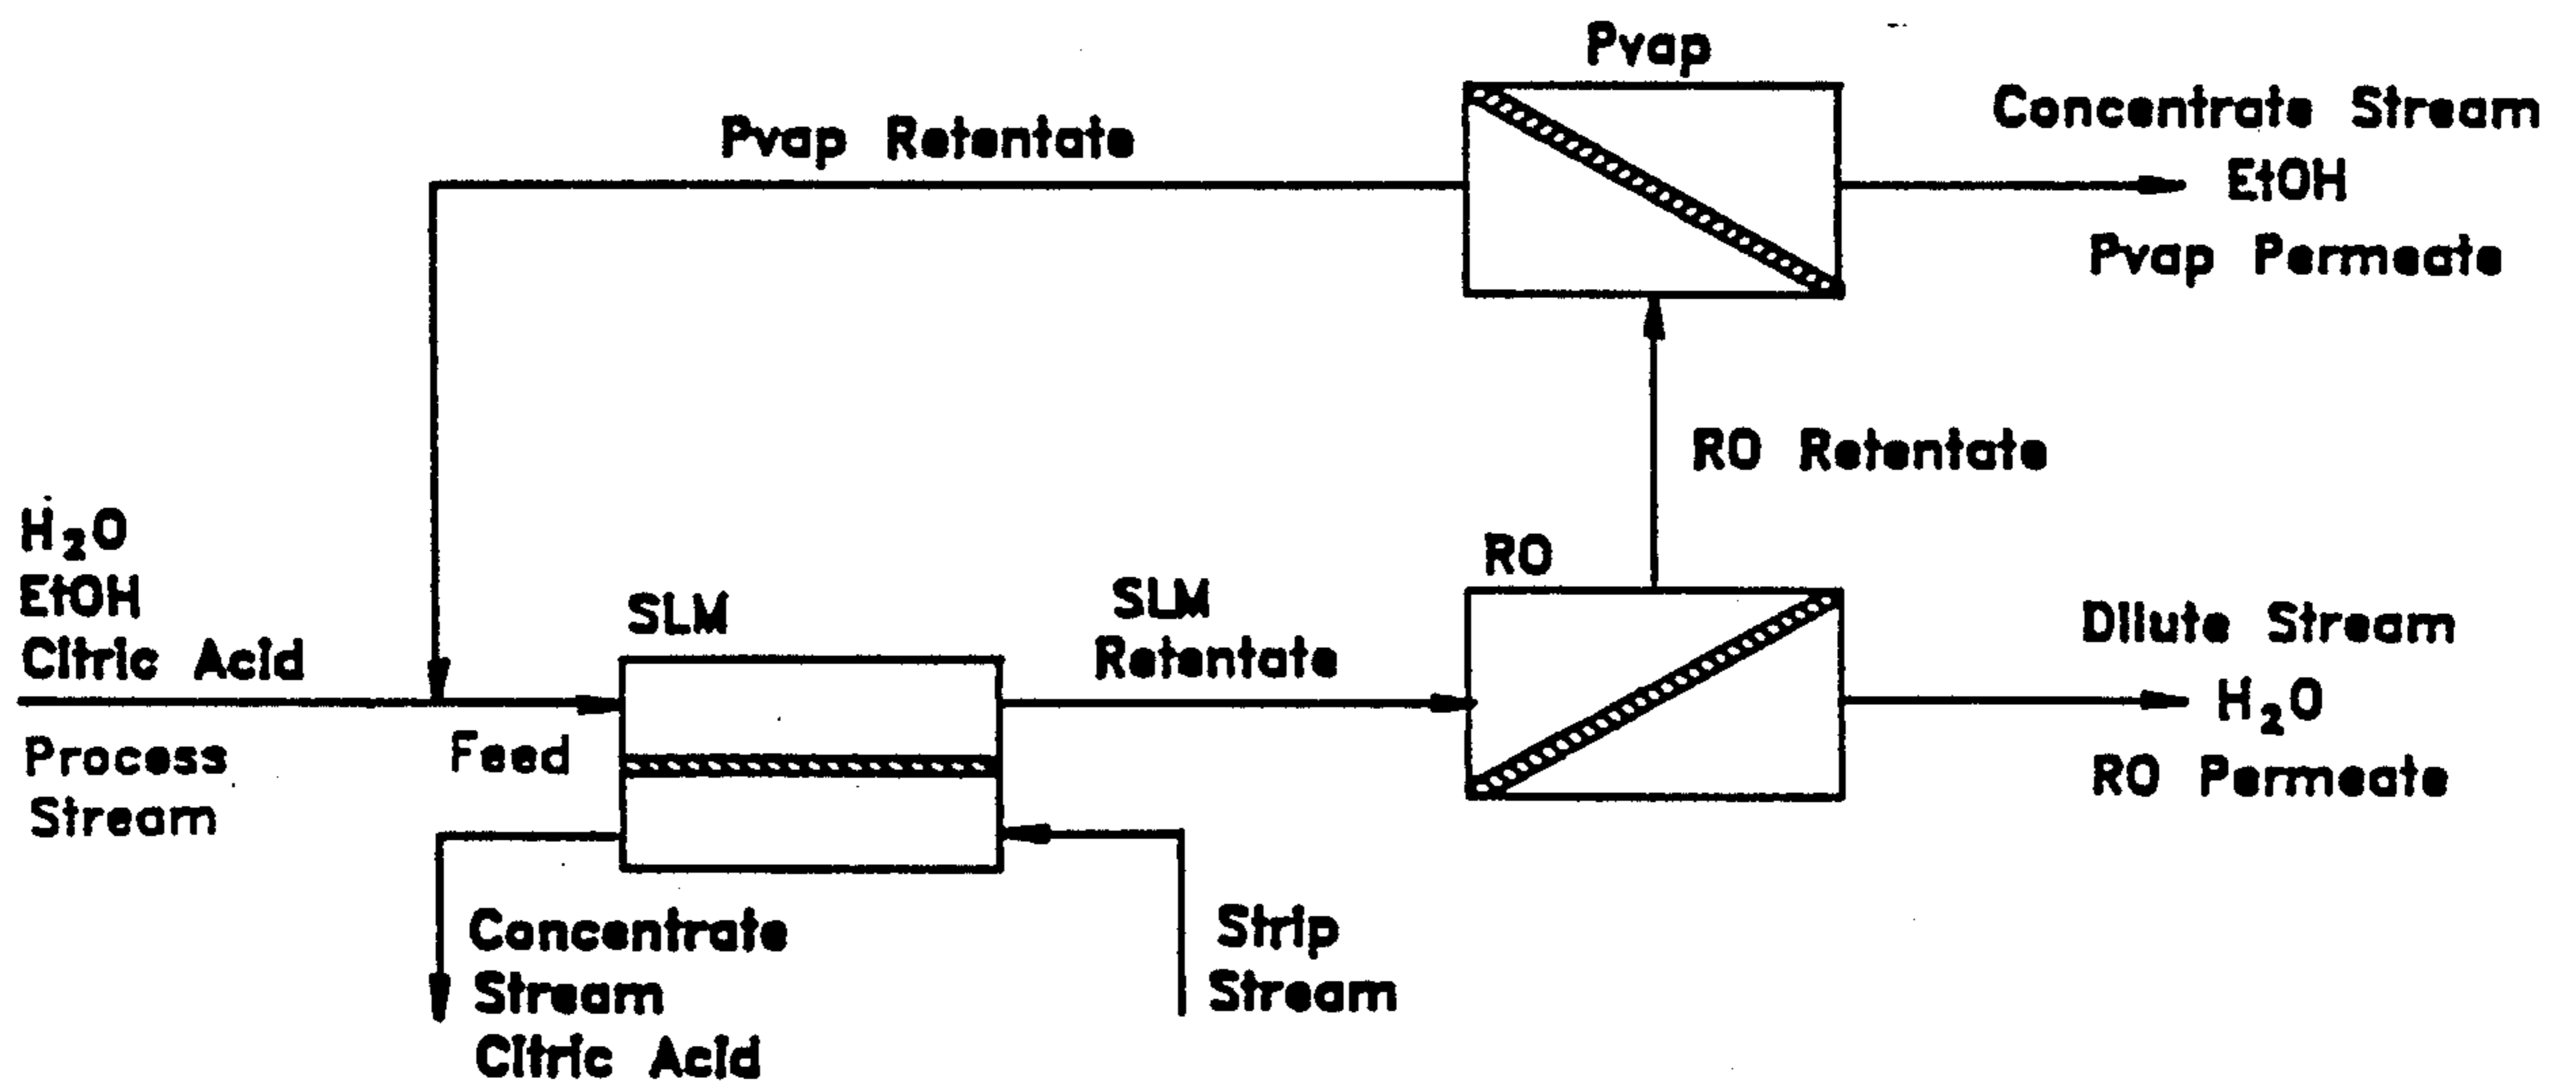 Pvap
Pvap Retentate
Concentrate Stream
EtOH
Pvap Permeate
RO Retentate
H₂O
EtOH
Citric Acid
Process
Stream
Feed
SLM
SLM
Retentate
RO
Dilute Stream
H₂O
RO Permeate
Concentrate
Stream
Citric Acid
Strip
Stream